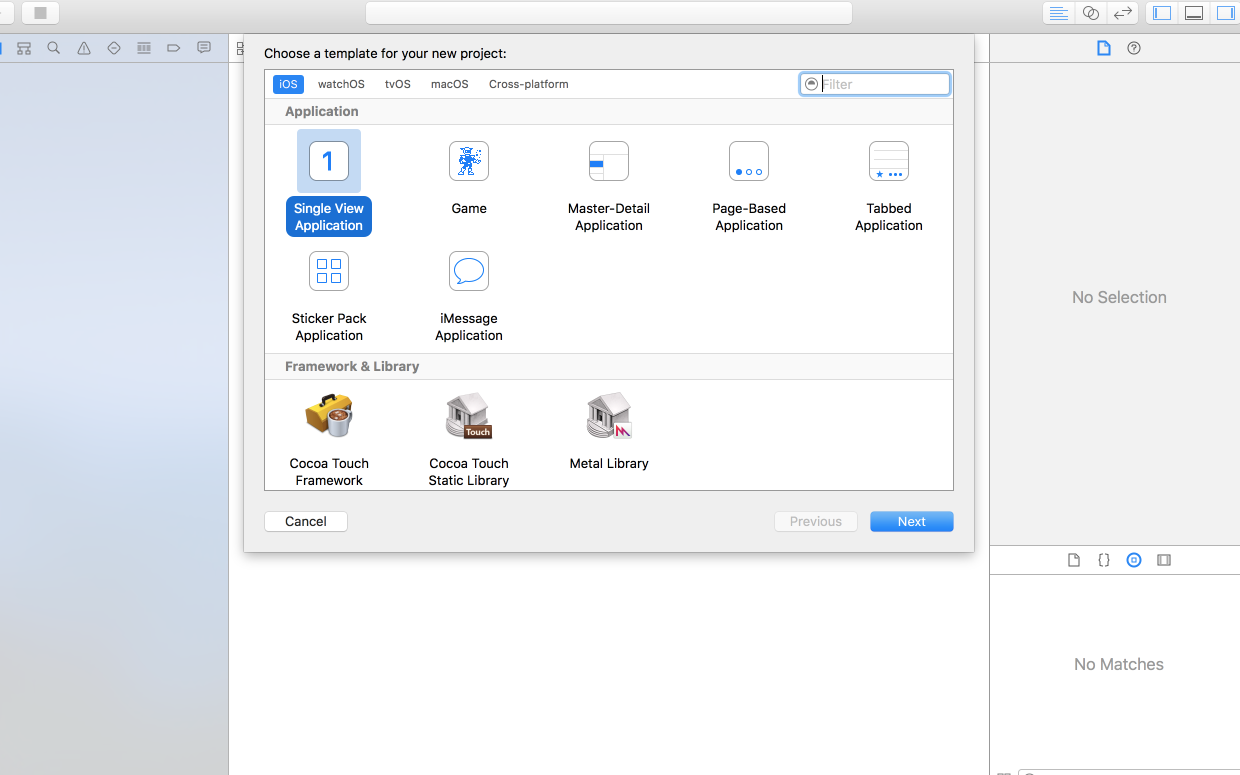 Choose a template for your new project:
iOS watchOS tvOS macOS Cross-platform Filter
Application
1
Single View Application
Game
Master-Detail Application
Page-Based Application
Tabbed Application
Sticker Pack Application
iMessage Application
Framework & Library
Touch
Cocoa Touch Framework
Cocoa Touch Static Library
Metal Library
Cancel Previous Next
No Selection
{}
No Matches